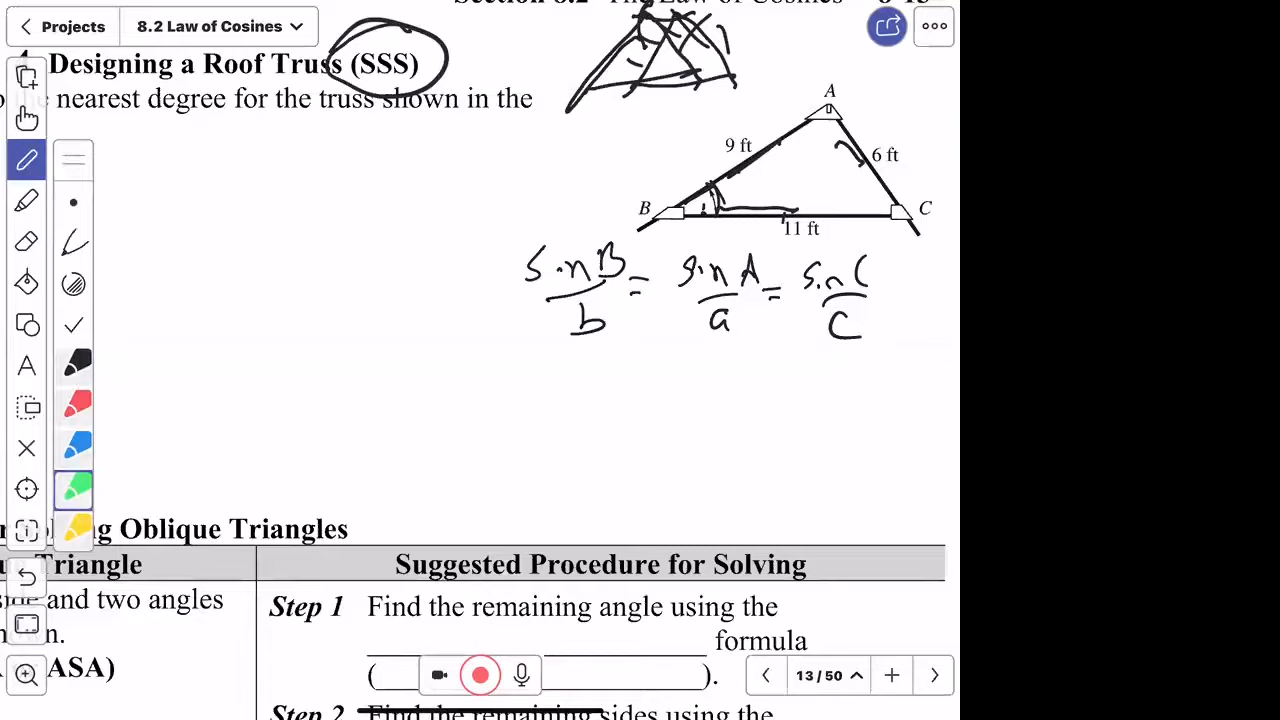 Section 8.2 The Law of Cosines 8-13
Projects
8.2 Law of Cosines
Designing a Roof Truss (SSS)
the nearest degree for the truss shown in the
A
9 ft
6 ft
B
C
11 ft
sin B
b
=
sin A
a
=
sin C
c
Oblique Triangles
Triangle
Suggested Procedure for Solving
side and two angles
Step 1 Find the remaining angle using the
formula
ASA)
( ).
13/50
Step 2 Find the remaining sides using the